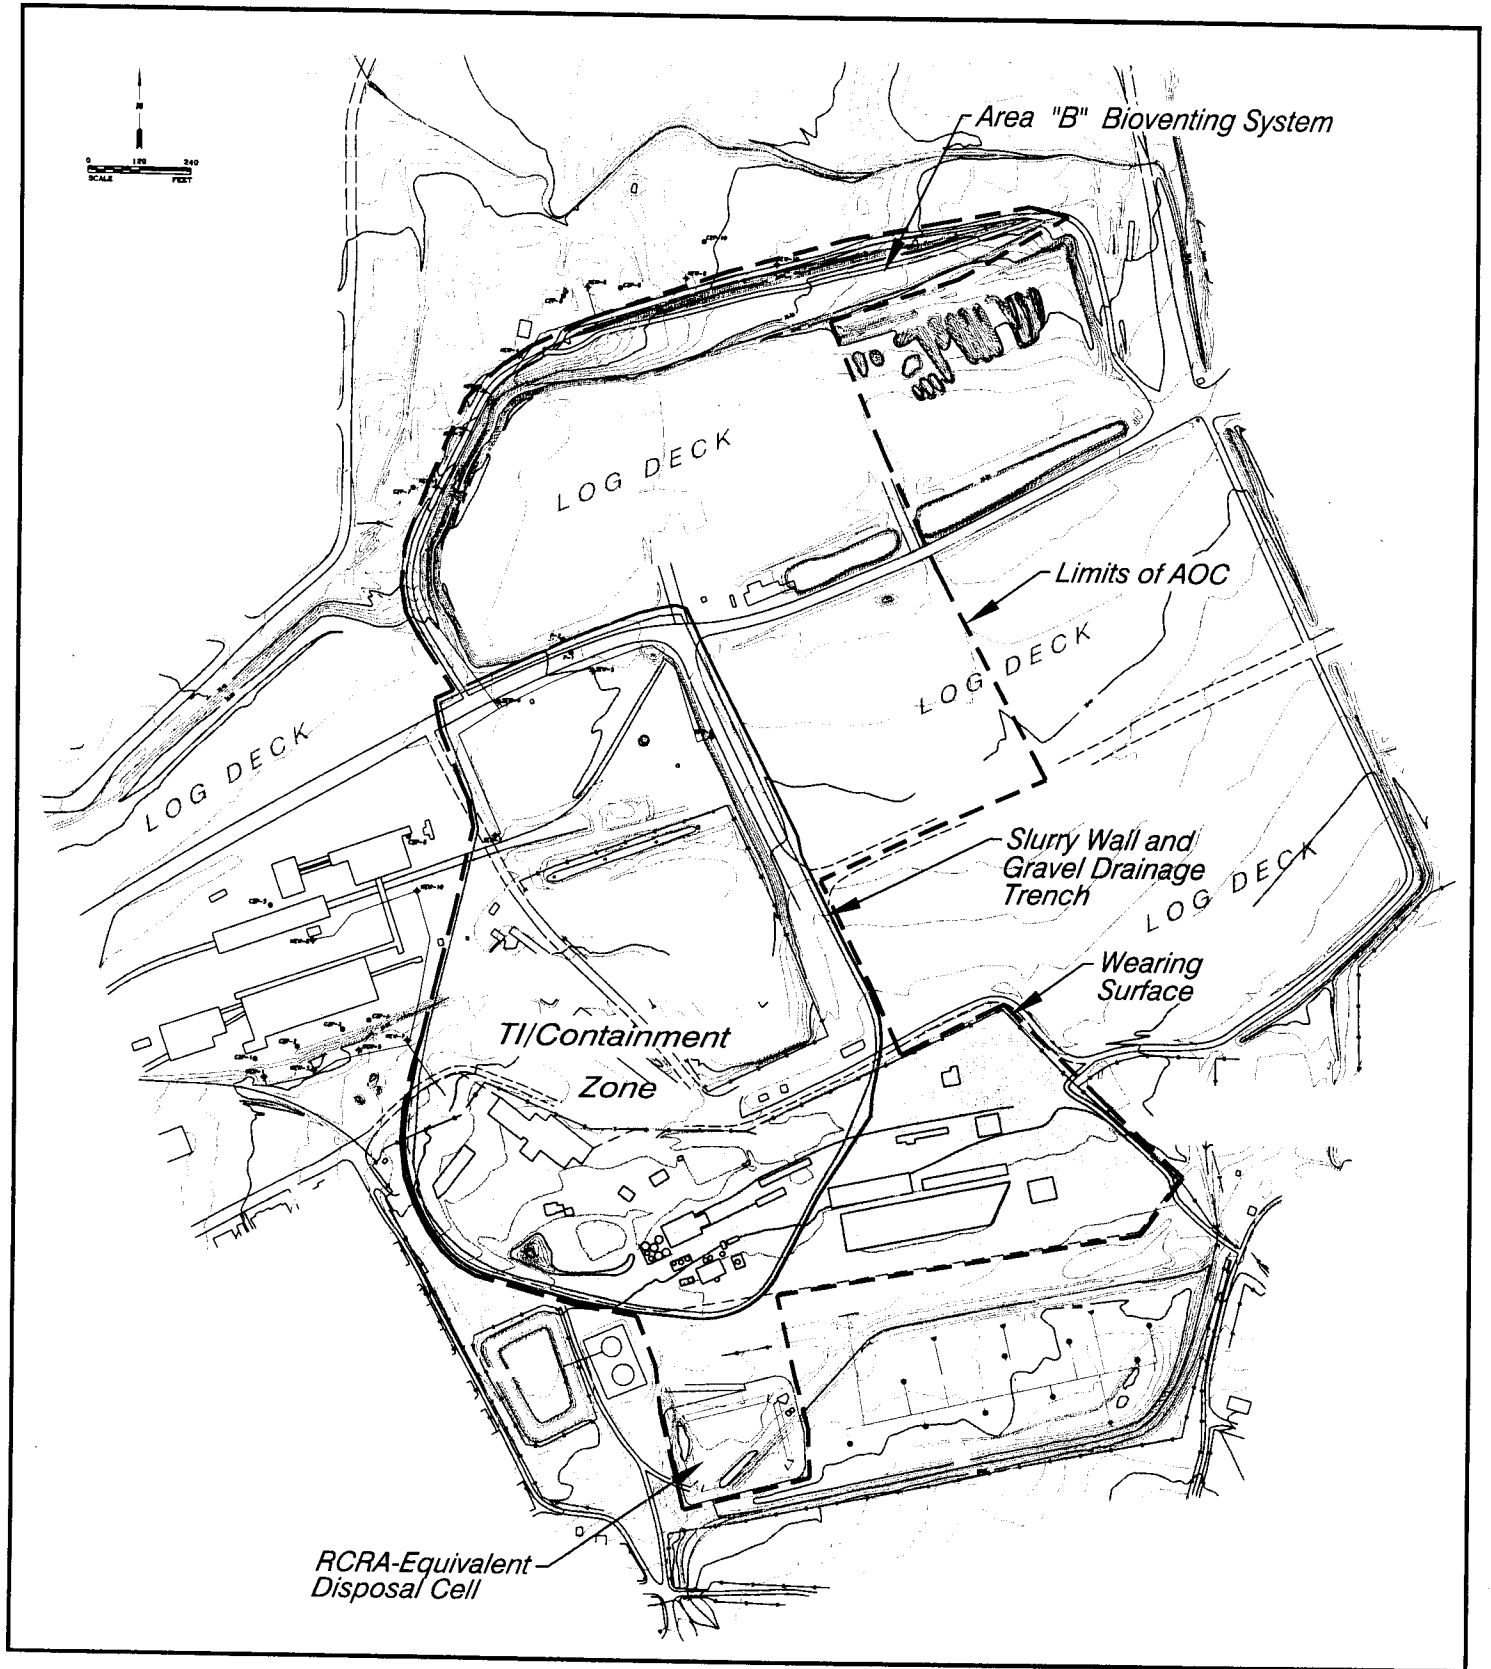 Area "B" Bioventing System
N
0 120 240
SCALE FEET
LOG DECK
Limits of AOC
LOG DECK
LOG DECK
Slurry Wall and
Gravel Drainage
Trench
LOG DECK
Wearing
Surface
TI/Containment
Zone
RCRA-Equivalent
Disposal Cell